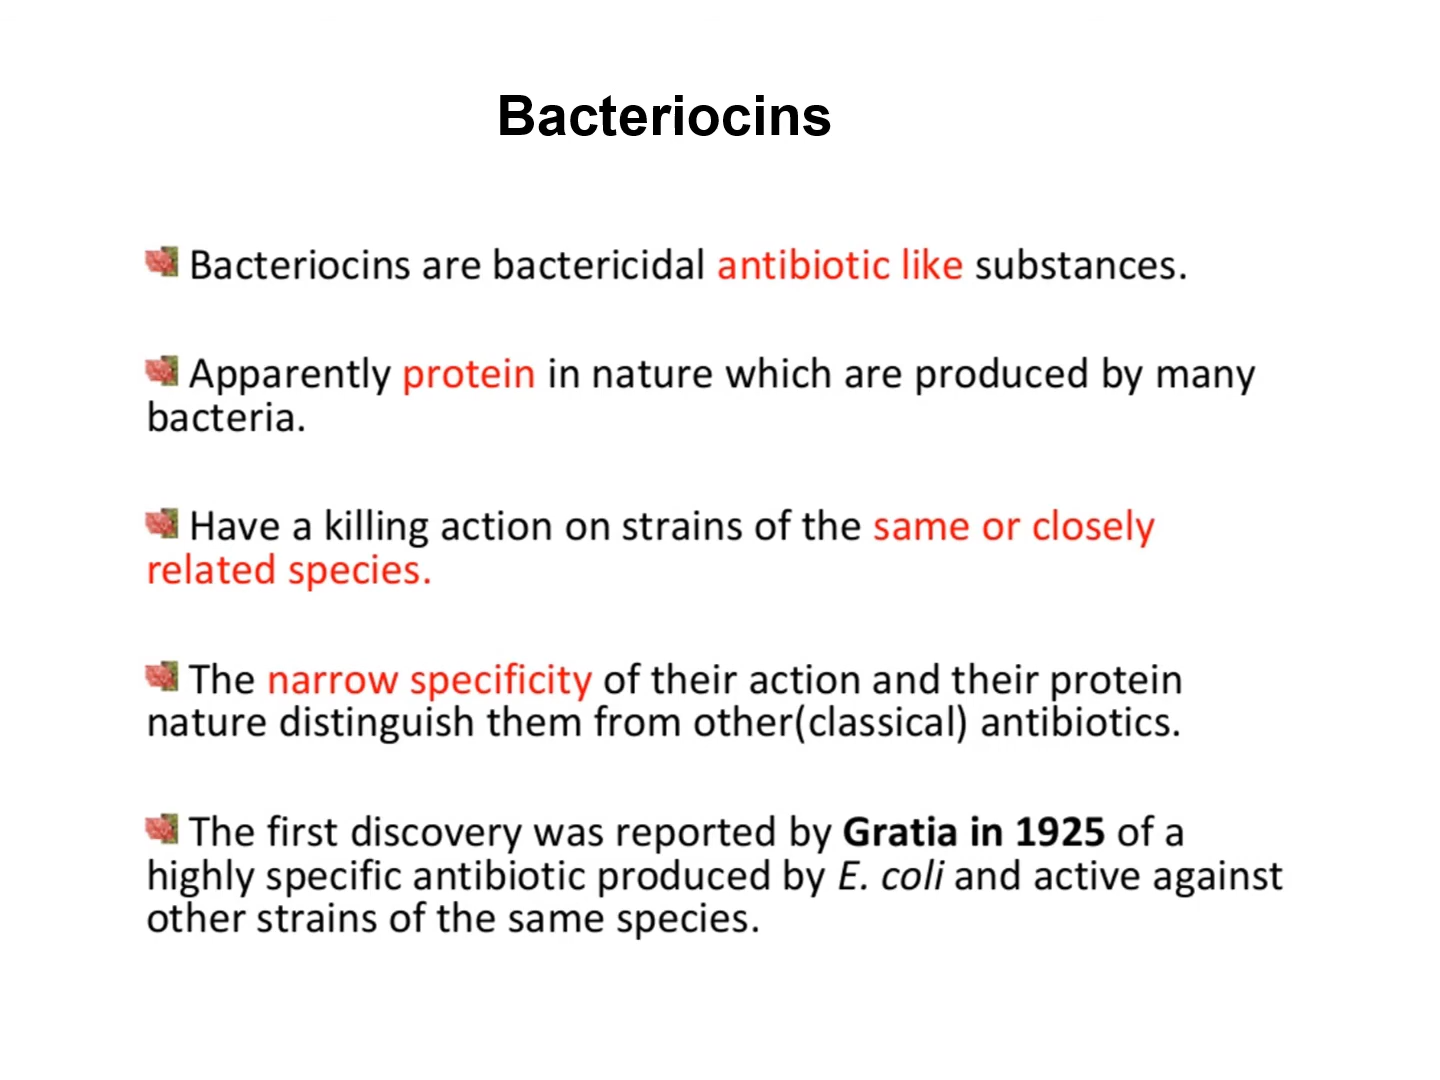 Bacteriocins
Bacteriocins are bactericidal antibiotic like substances.
Apparently protein in nature which are produced by many
bacteria.
Have a killing action on strains of the same or closely
related species.
The narrow specificity of their action and their protein
nature distinguish them from other(classical) antibiotics.
The first discovery was reported by Gratia in 1925 of a
highly specific antibiotic produced by E. coli and active against
other strains of the same species.